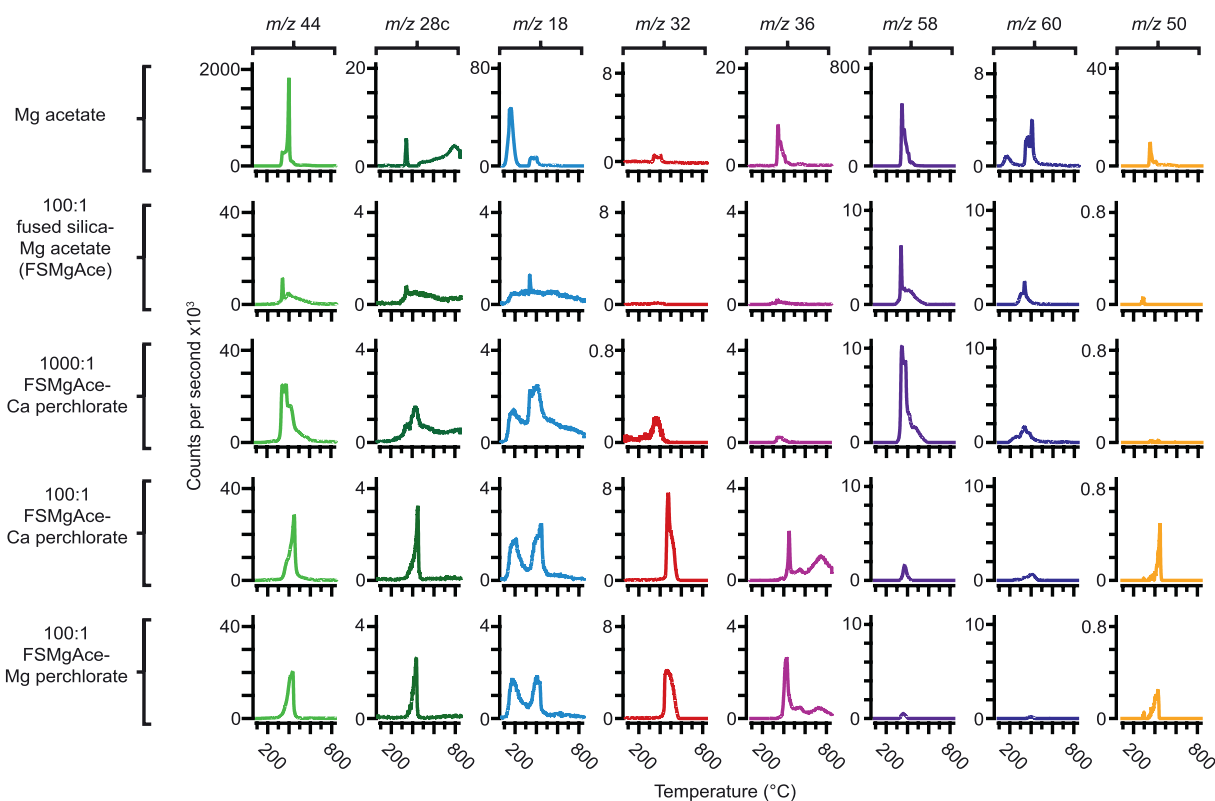 m/z 44 m/z 28c m/z 18 m/z 32 m/z 36 m/z 58 m/z 60 m/z 50
Mg acetate
2000 0 20 0 80 0 8 0 20 0 800 0 8 0 40 0
100:1
fused silica-
Mg acetate
(FSMgAce)
40 0 4 0 4 0 8 0 4 0 10 0 10 0 0.8 0
Counts per second x10³
1000:1
FSMgAce-
Ca perchlorate
40 0 4 0 4 0 0.8 0 4 0 10 0 10 0 0.8 0
100:1
FSMgAce-
Ca perchlorate
40 0 4 0 4 0 8 0 4 0 10 0 10 0 0.8 0
100:1
FSMgAce-
Mg perchlorate
40 0 4 0 4 0 8 0 4 0 10 0 10 0 0.8 0
200 800 200 800 200 800 200 800 200 800 200 800 200 800 200 800
Temperature (°C)